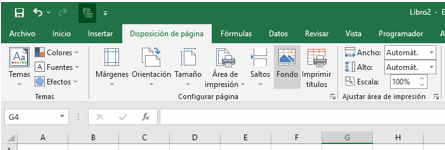 Libro2 - E
Archivo Inicio Insertar Disposición de página Fórmulas Datos Revisar Vista Programador A
Aa Colores Ancho: Automát.
Fuentes Alto: Automát.
Temas Efectos Márgenes Orientación Tamaño Área de impresión Saltos Fondo Imprimir títulos Escala: 100%
Temas Configurar página Ajustar área de impresión
G4 fx
A B C D E F G H